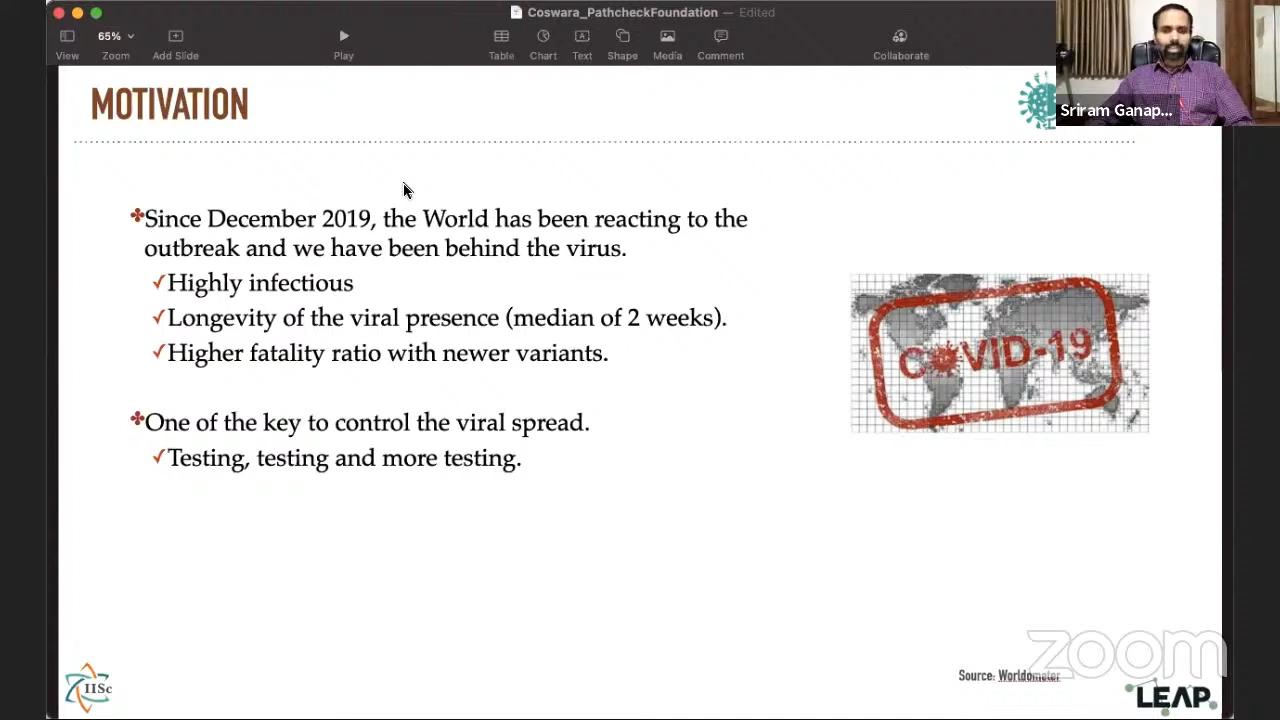 Coswara_PathcheckFoundation — Edited
65%
View
Zoom
Add Slide
Play
Table
Chart
Text
Shape
Media
Comment
Collaborate
Sriram Ganap...
MOTIVATION
Since December 2019, the World has been reacting to the
outbreak and we have been behind the virus.
✓Highly infectious
✓Longevity of the viral presence (median of 2 weeks).
✓Higher fatality ratio with newer variants.
COVID-19
One of the key to control the viral spread.
✓Testing, testing and more testing.
zoom
Source: Worldometer
IISc
LEAP